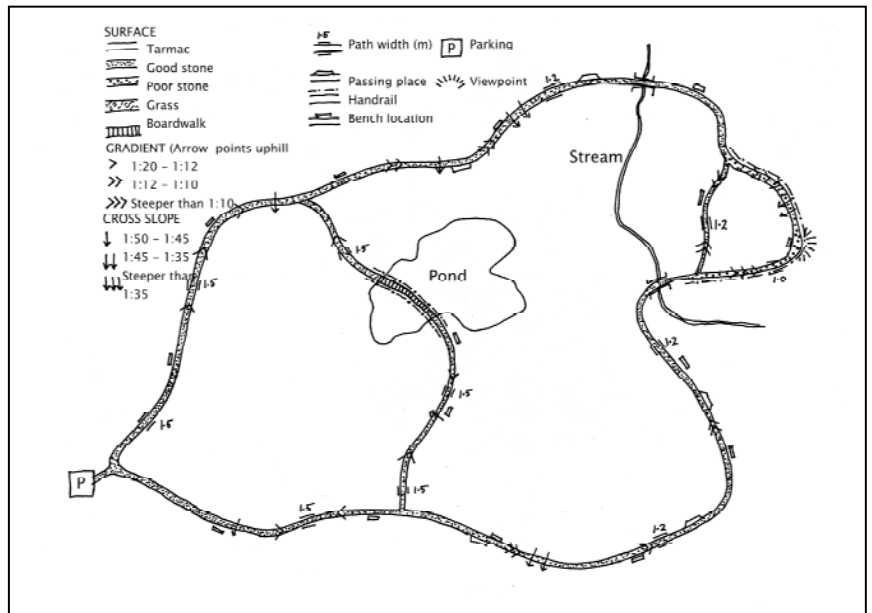 SURFACE
Tarmac
Good stone
Poor stone
Grass
Boardwalk
GRADIENT (Arrow points uphill
1:20 - 1:12
1:12 - 1:10
Steeper than 1:10
CROSS SLOPE
1:50 - 1:45
1:45 - 1:35
Steeper than
1:35
1.5
Path width (m)
P Parking
Passing place
Viewpoint
Handrail
Bench location
1.2
Stream
1.2
1.5
Pond
1.5
1.0
1.2
1.5
1.5
P
1.5
1.5
1.2